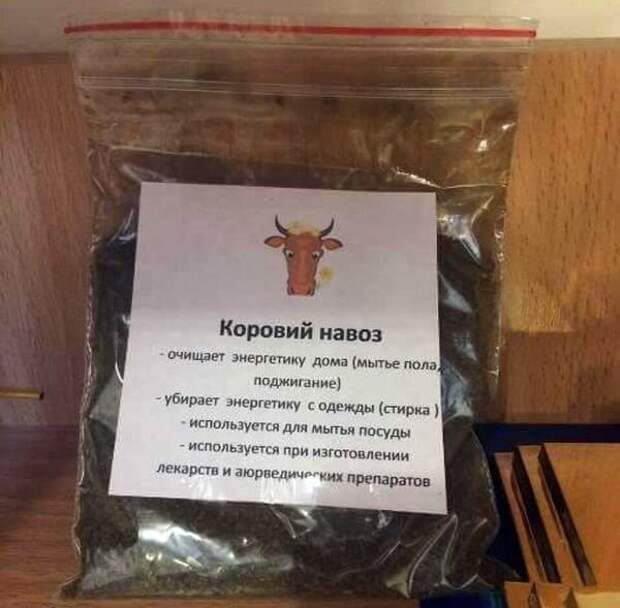 Коровий навоз
- очищает энергетику дома (мытье пола,
поджигание)
- убирает энергетику с одежды (стирка )
- используется для мытья посуды
- используется при изготовлении
лекарств и аюрведических препаратов